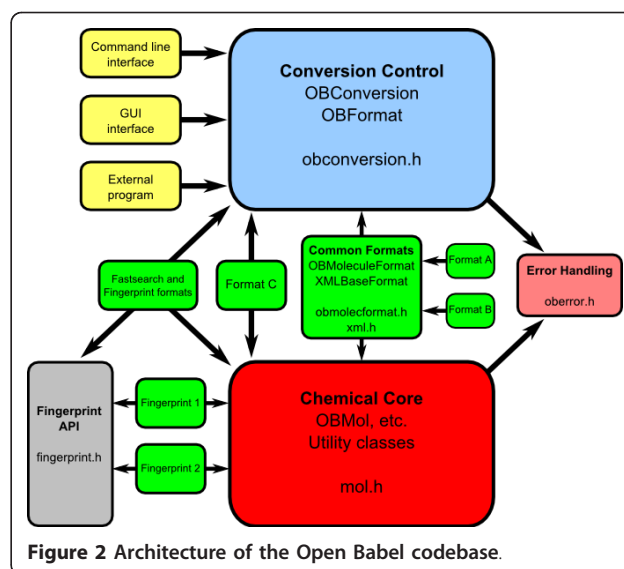 Command line
interface
GUI
interface
External
program
Conversion Control
OBConversion
OBFormat
obconversion.h
Fastsearch and
Fingerprint formats
Format C
Common Formats
OBMoleculeFormat
XMLBaseFormat
obmolecformat.h
xml.h
Format A
Format B
Error Handling
oberror.h
Fingerprint
API
fingerprint.h
Fingerprint 1
Fingerprint 2
Chemical Core
OBMol, etc.
Utility classes
mol.h
Figure 2 Architecture of the Open Babel codebase.